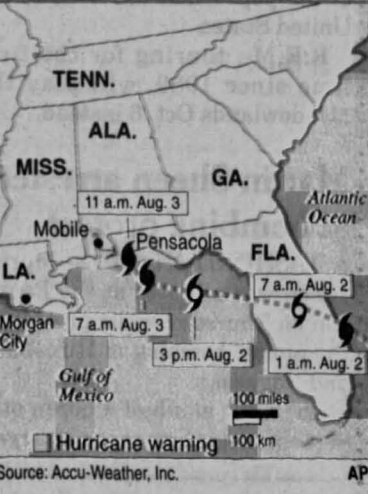 United States
TENN.
ALA.
MISS.
GA.
11 a.m. Aug. 3
Atlantic
Ocean
Mobile
Pensacola
FLA.
LA.
7 a.m. Aug. 2
Morgan
City
7 a.m. Aug. 3
3 p.m. Aug. 2
1 a.m. Aug. 2
Gulf of
Mexico
100 miles
100 km
Hurricane warning
Source: Accu-Weather, Inc.
AP